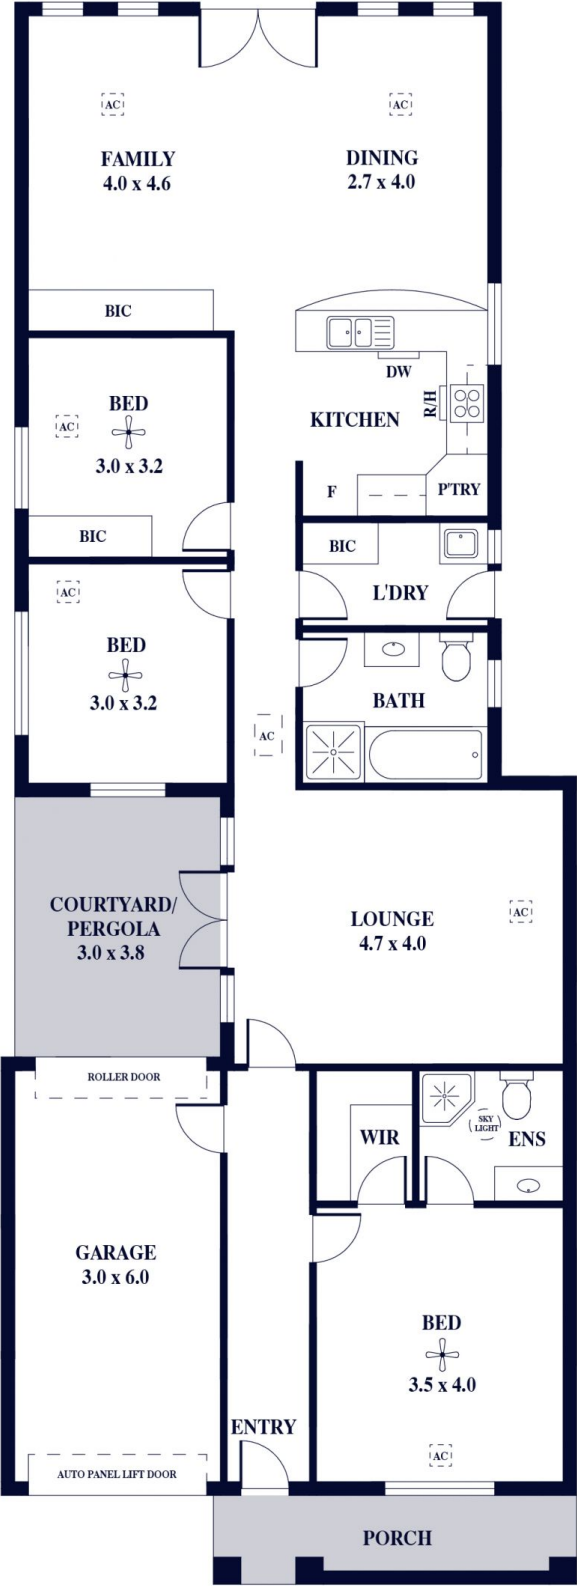 AC
AC
FAMILY
4.0 x 4.6
DINING
2.7 x 4.0
BIC
DW
R/H
KITCHEN
F
P'TRY
BED
AC
3.0 x 3.2
BIC
BIC
L'DRY
AC
BED
3.0 x 3.2
BATH
AC
COURTYARD/
PERGOLA
3.0 x 3.8
LOUNGE
4.7 x 4.0
AC
ROLLER DOOR
WIR
SKY
LIGHT
ENS
GARAGE
3.0 x 6.0
BED
3.5 x 4.0
AC
ENTRY
AUTO PANEL LIFT DOOR
PORCH